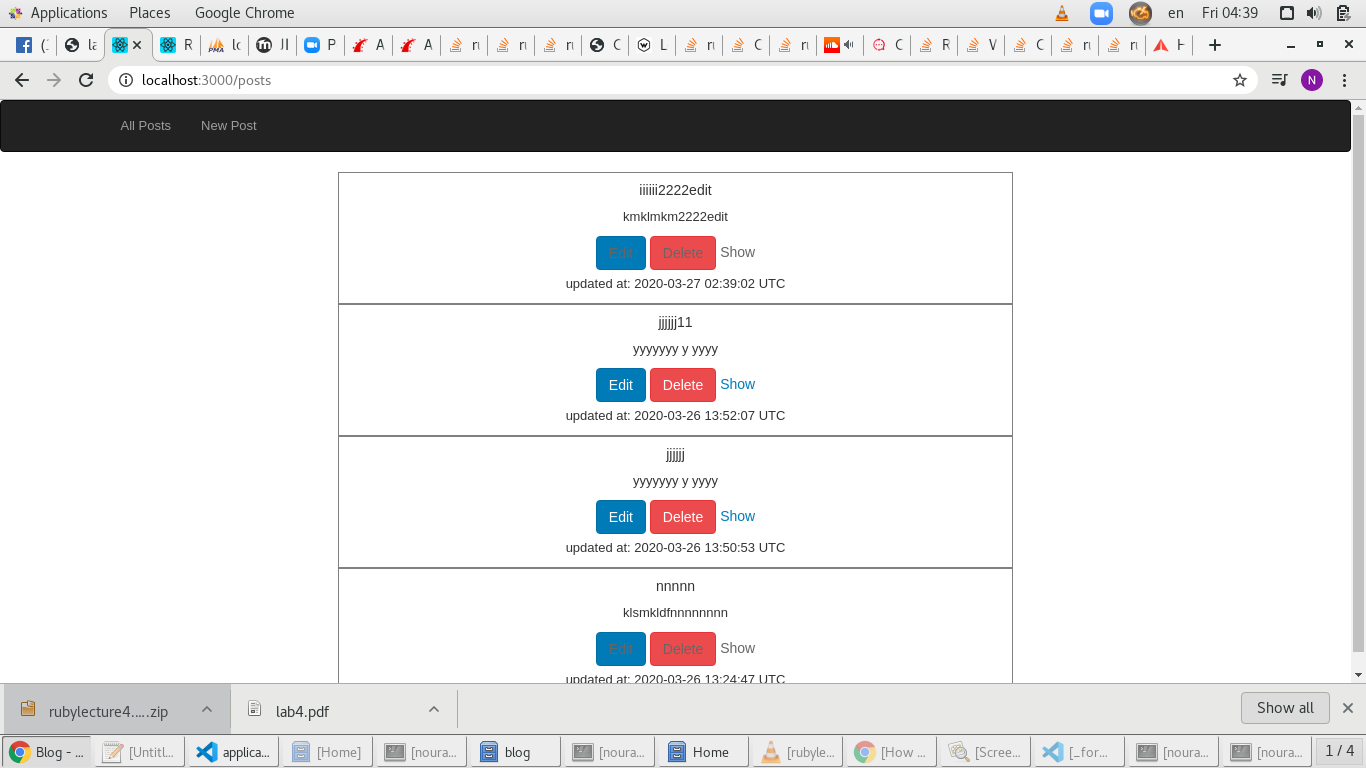 Applications Places Google Chrome en Fri 04:39
localhost:3000/posts N
All Posts New Post
iiiiii2222edit
kmklmkm2222edit
Edit Delete Show
updated at: 2020-03-27 02:39:02 UTC
jjjjjj11
yyyyyyy y yyyy
Edit Delete Show
updated at: 2020-03-26 13:52:07 UTC
jjjjjj
yyyyyyy y yyyy
Edit Delete Show
updated at: 2020-03-26 13:50:53 UTC
nnnnn
klsmkldfnnnnnnnn
Edit Delete Show
updated at: 2020-03-26 13:24:47 UTC
rubylecture4.....zip lab4.pdf Show all
Blog - ... [Untitl... applica... [Home] [noura... blog [noura... Home [rubyle... [How ... [Scree... [_for... [noura... [noura... 1 / 4